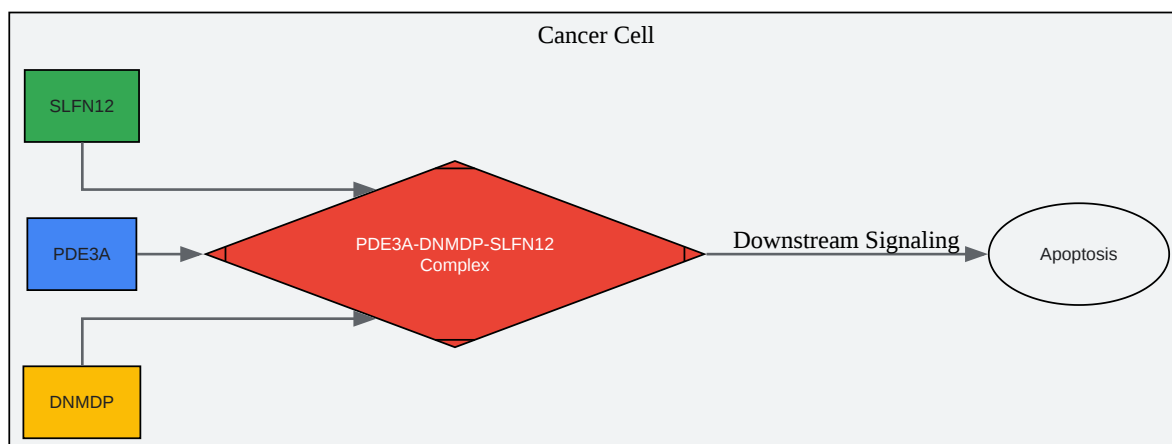 Cancer Cell
SLFN12
PDE3A
PDE3A-DNMDP-SLFN12
Complex
Downstream Signaling
Apoptosis
DNMDP